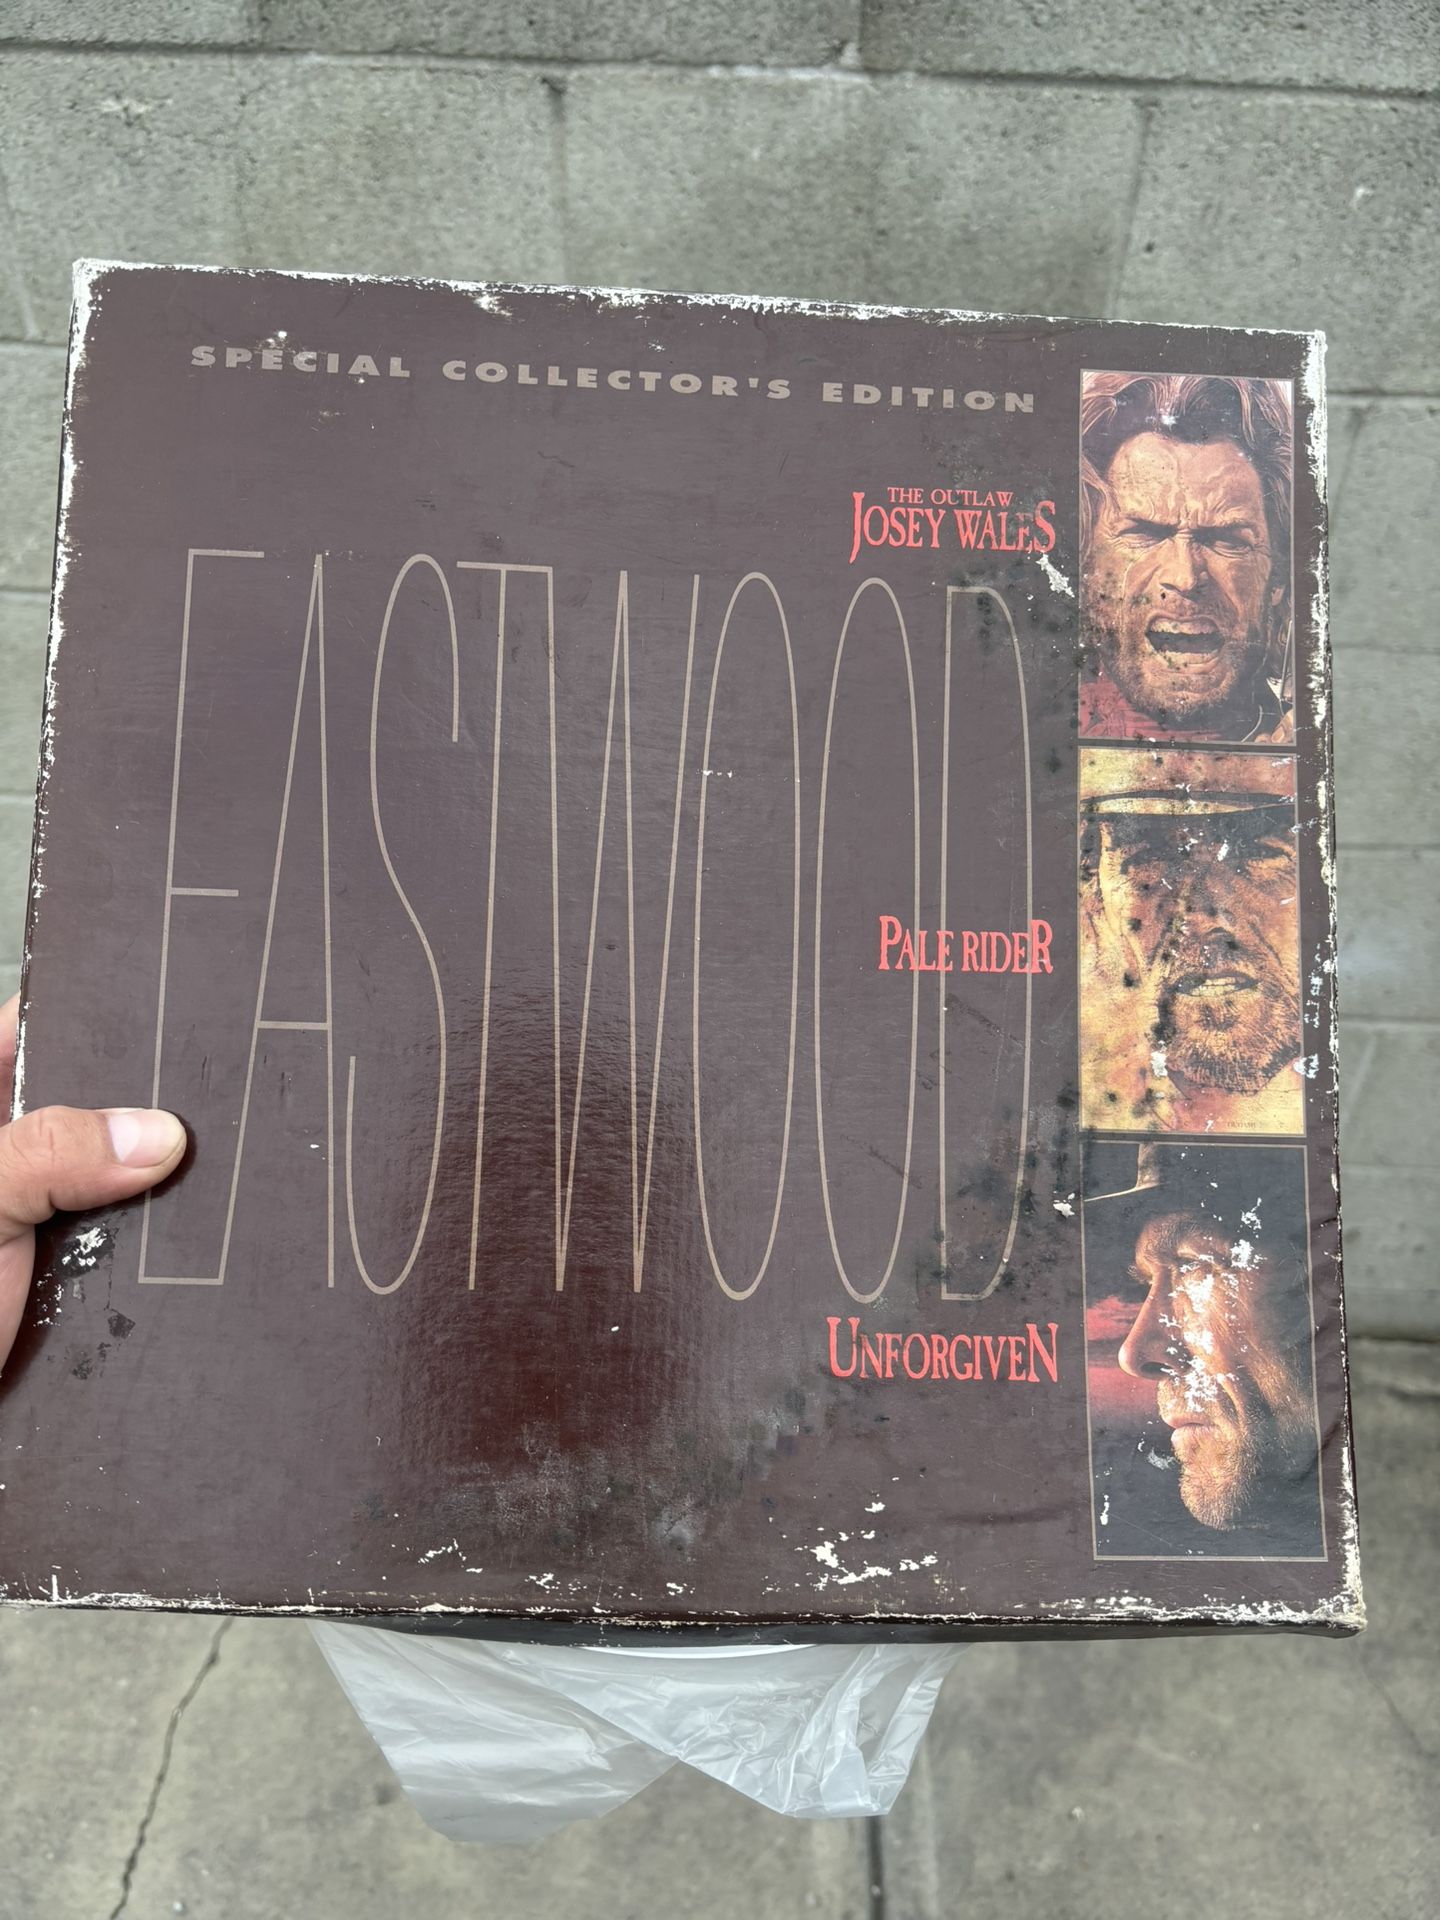 SPECIAL COLLECTOR'S EDITION
THE OUTLAW
JOSEY WALES
EASTWOOD
PALE RIDER
UNFORGIVEN